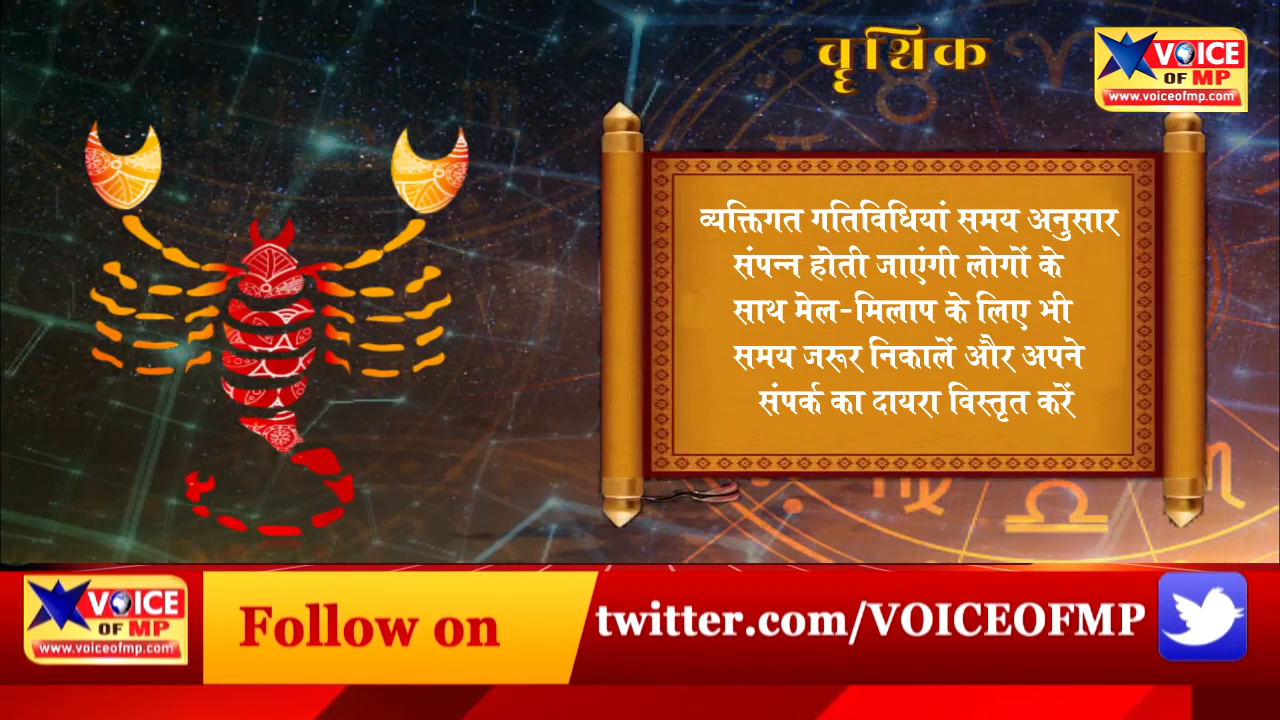 वृश्चिक
VOICE
OF MP
www.voiceofmp.com
व्यक्तिगत गतिविधियां समय अनुसार
संपन्न होती जाएंगी लोगों के
साथ मेल-मिलाप के लिए भी
समय जरूर निकालें और अपने
संपर्क का दायरा विस्तृत करें
VOICE
OF MP
www.voiceofmp.com
Follow on
twitter.com/VOICEOFMP